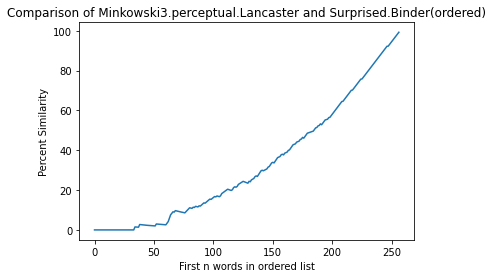 Comparison of Minkowski3.perceptual.Lancaster and Surprised.Binder(ordered)
100
80
60
40
20
0
Percent Similarity
0 50 100 150 200 250
First n words in ordered list